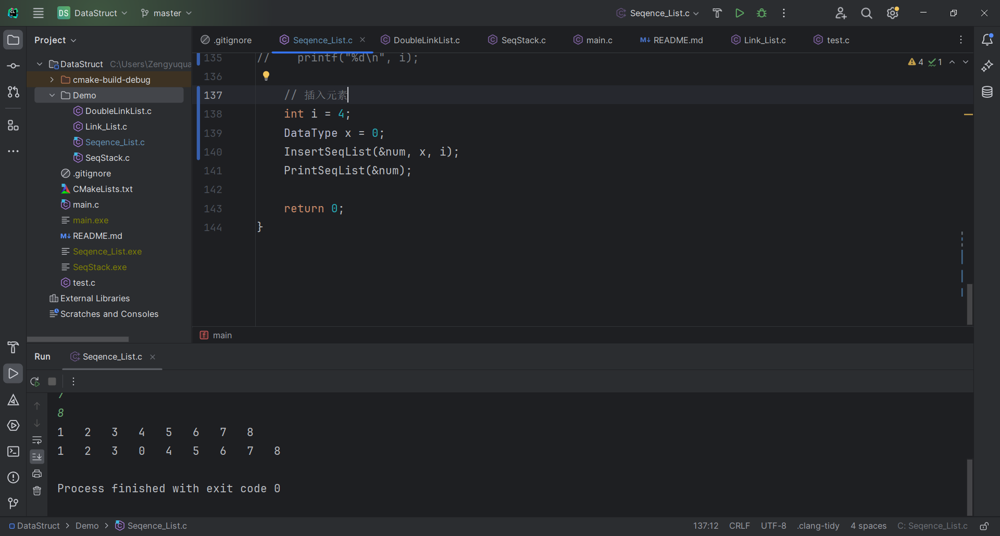 DS DataStruct master Seqence_List.c
Project
.gitignore Seqence_List.c DoubleLinkList.c SeqStack.c main.c README.md Link_List.c test.c
DataStruct C:\Users\Zengyuqua
cmake-build-debug
Demo
DoubleLinkList.c
Link_List.c
Seqence_List.c
SeqStack.c
.gitignore
CMakeLists.txt
main.c
main.exe
M↓ README.md
Seqence_List.exe
SeqStack.exe
test.c
External Libraries
Scratches and Consoles
4 1
135 // printf("%d\n", i);
136
137 // 插入元素
138 int i = 4;
139 DataType x = 0;
140 InsertSeqList(&num, x, i);
141 PrintSeqList(&num);
142
143 return 0;
144 }
f main
Run Seqence_List.c
7
8
1 2 3 4 5 6 7 8
1 2 3 0 4 5 6 7 8
Process finished with exit code 0
DataStruct > Demo > Seqence_List.c 137:12 CRLF UTF-8 .clang-tidy 4 spaces C: Seqence_List.c